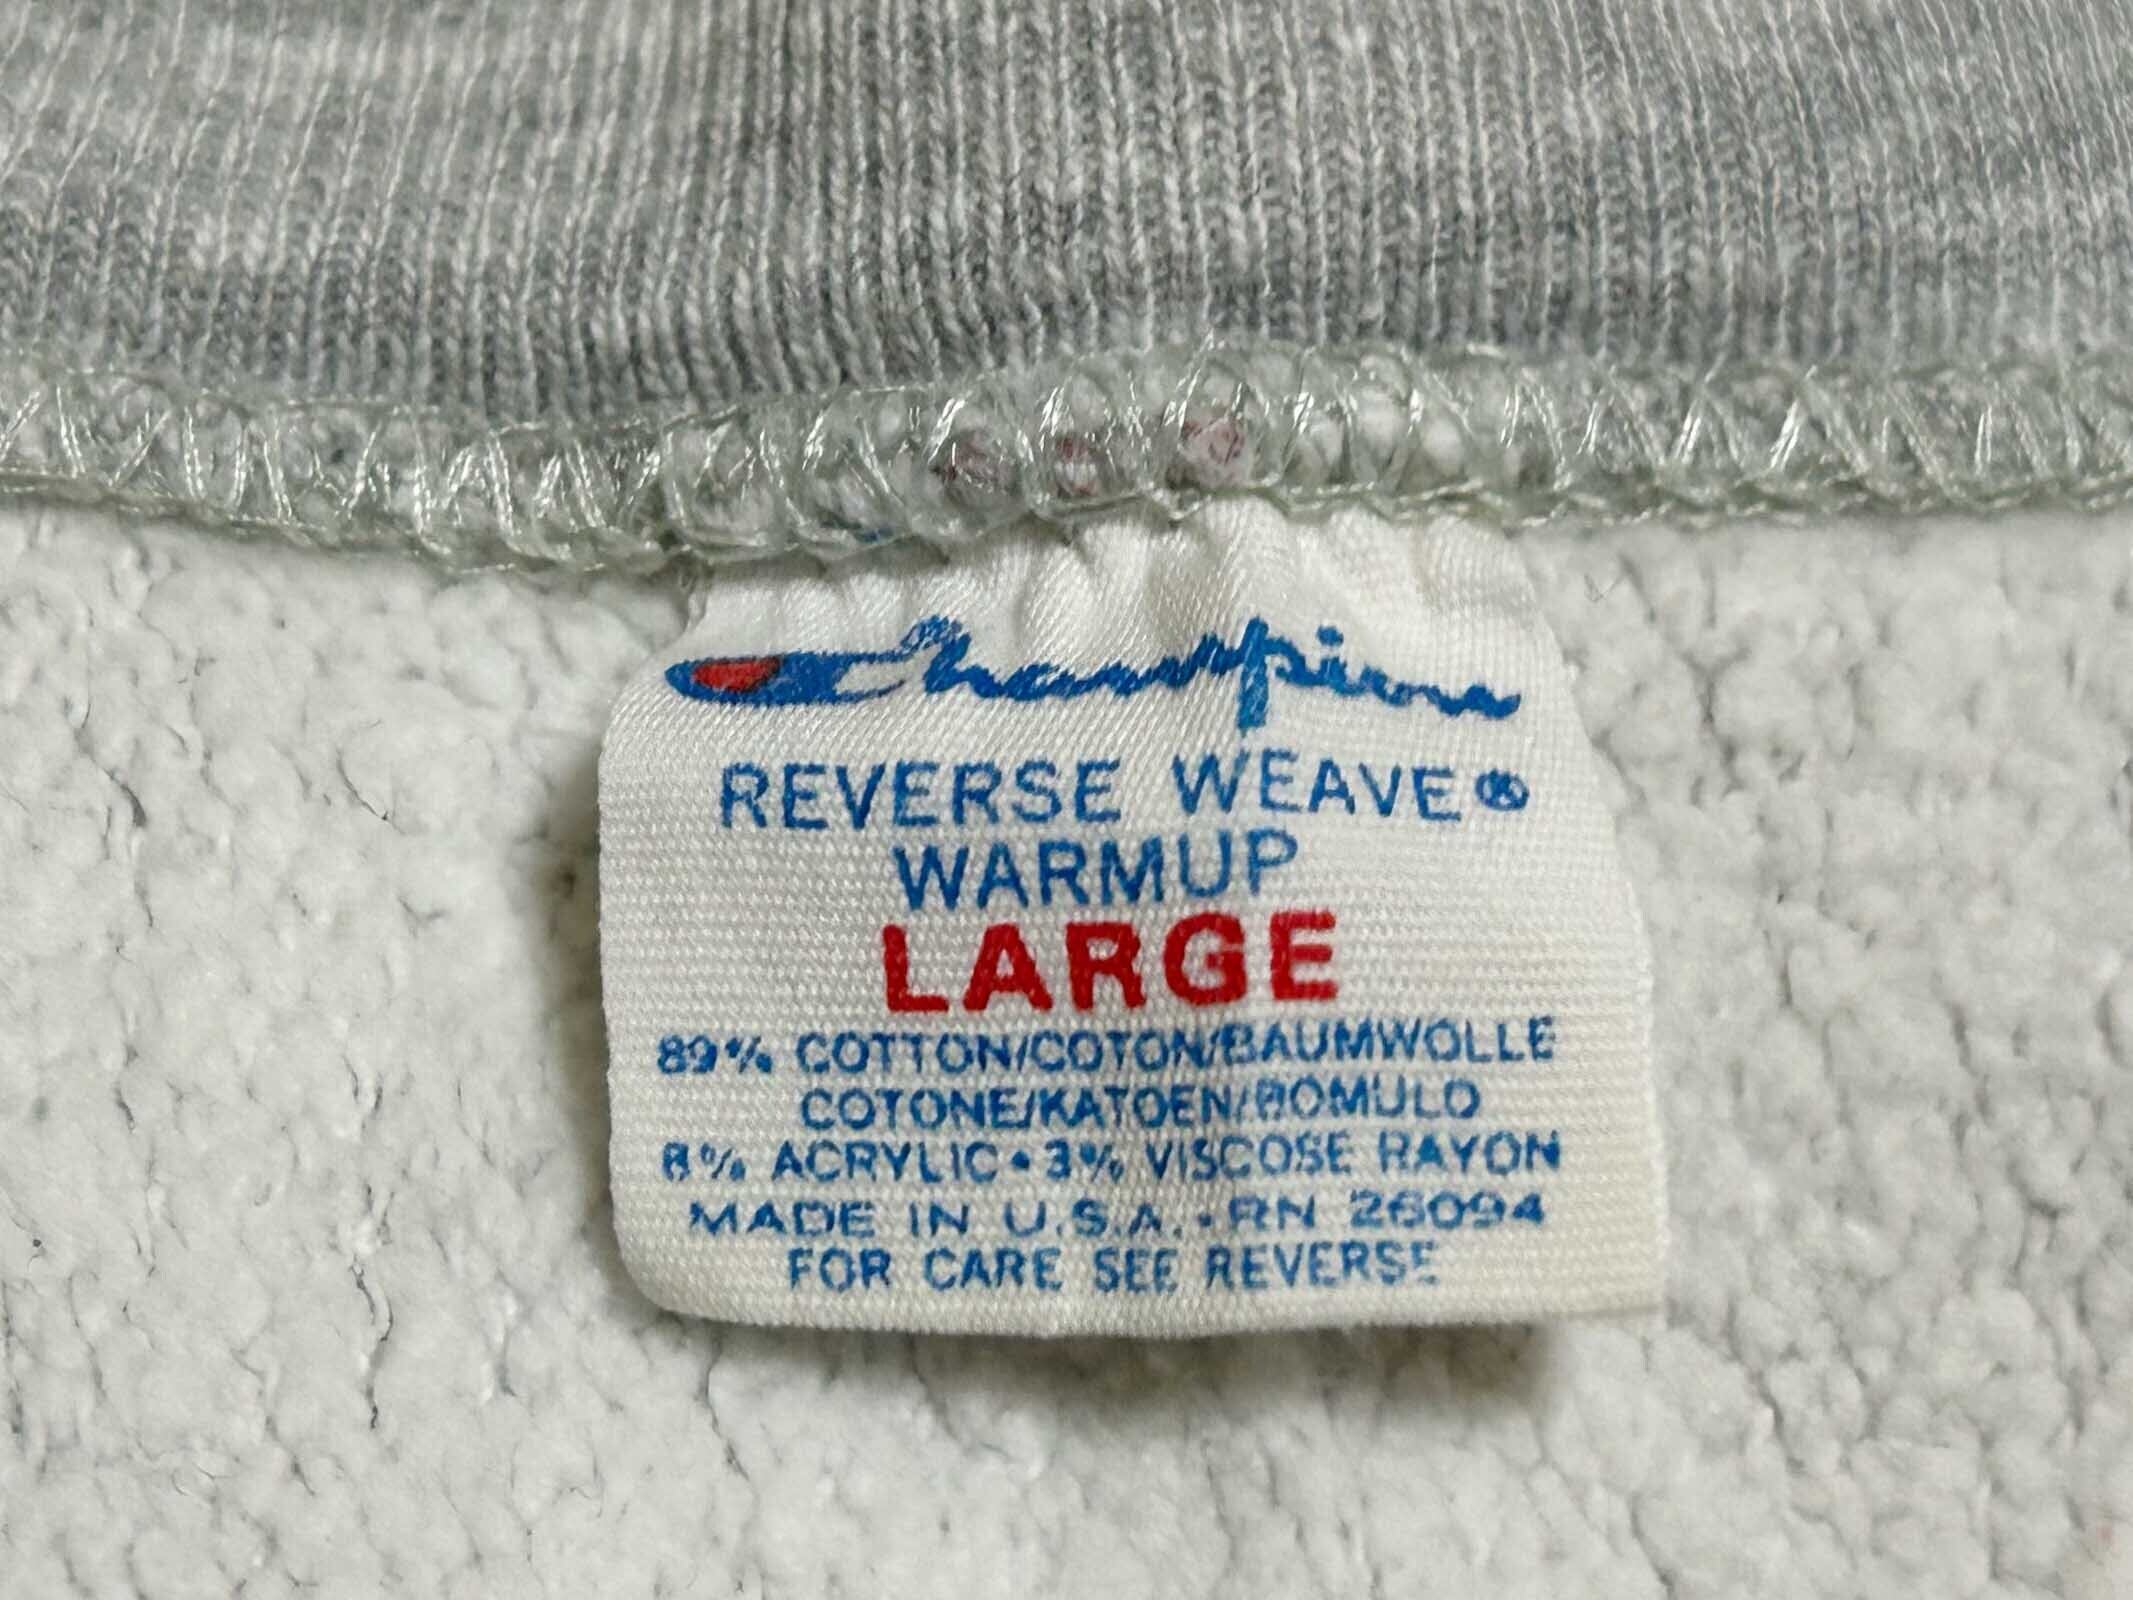 Champion
REVERSE WEAVE®
WARMUP
LARGE
89% COTTON/COTON/BAUMWOLLE
COTONE/KATOEN/BOMULD
8% ACRYLIC • 3% VISCOSE RAYON
MADE IN U.S.A. - RN 26094
FOR CARE SEE REVERSE